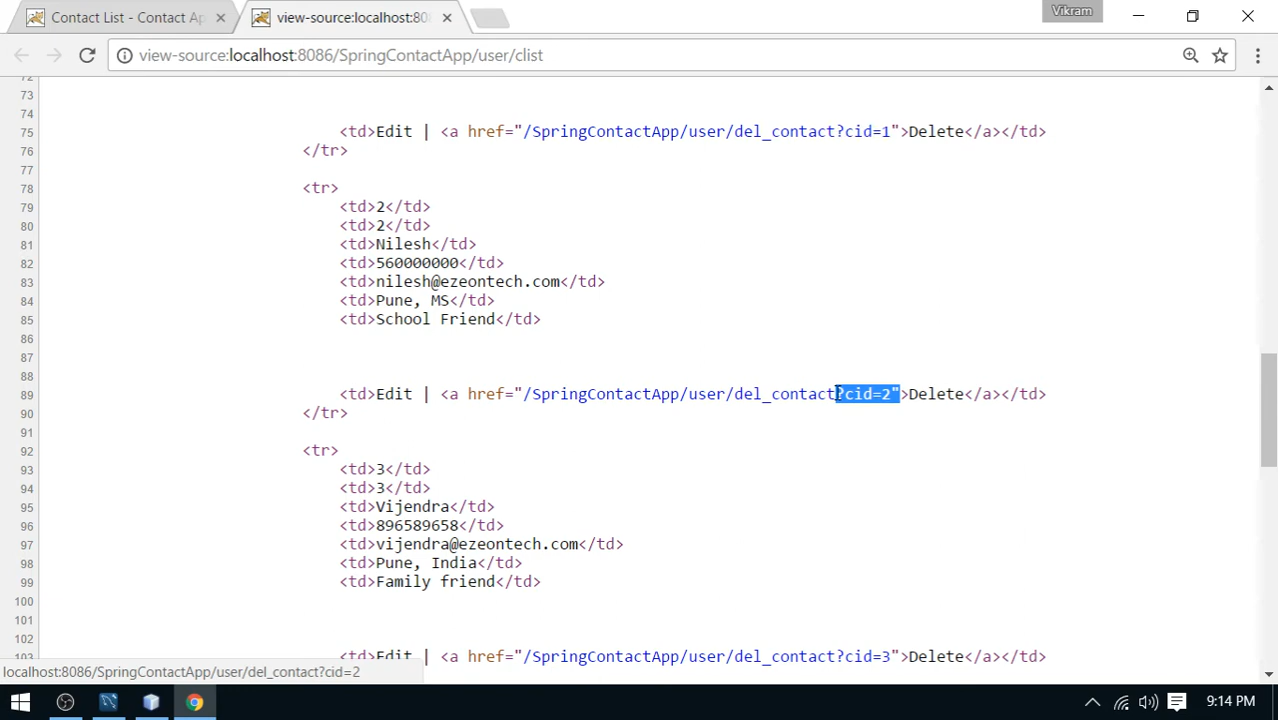 Contact List - Contact Ap
view-source:localhost:80
Vikram
view-source:localhost:8086/SpringContactApp/user/clist
72
73
74
75 <td>Edit | <a href="/SpringContactApp/user/del_contact?cid=1">Delete</a></td>
76 </tr>
77
78 <tr>
79 <td>2</td>
80 <td>2</td>
81 <td>Nilesh</td>
82 <td>560000000</td>
83 <td>nilesh@ezeontech.com</td>
84 <td>Pune, MS</td>
85 <td>School Friend</td>
86
87
88
89 <td>Edit | <a href="/SpringContactApp/user/del_contact?cid=2">Delete</a></td>
90 </tr>
91
92 <tr>
93 <td>3</td>
94 <td>3</td>
95 <td>Vijendra</td>
96 <td>896589658</td>
97 <td>vijendra@ezeontech.com</td>
98 <td>Pune, India</td>
99 <td>Family friend</td>
100
101
102
103 <td>Edit | <a href="/SpringContactApp/user/del_contact?cid=3">Delete</a></td>
localhost:8086/SpringContactApp/user/del_contact?cid=2
9:14 PM